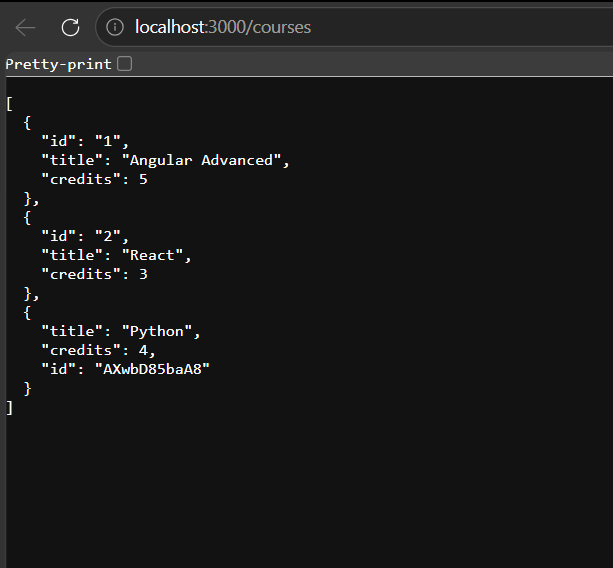 localhost:3000/courses
Pretty-print
[
  {
    "id": "1",
    "title": "Angular Advanced",
    "credits": 5
  },
  {
    "id": "2",
    "title": "React",
    "credits": 3
  },
  {
    "title": "Python",
    "credits": 4,
    "id": "AXwbD85baA8"
  }
]